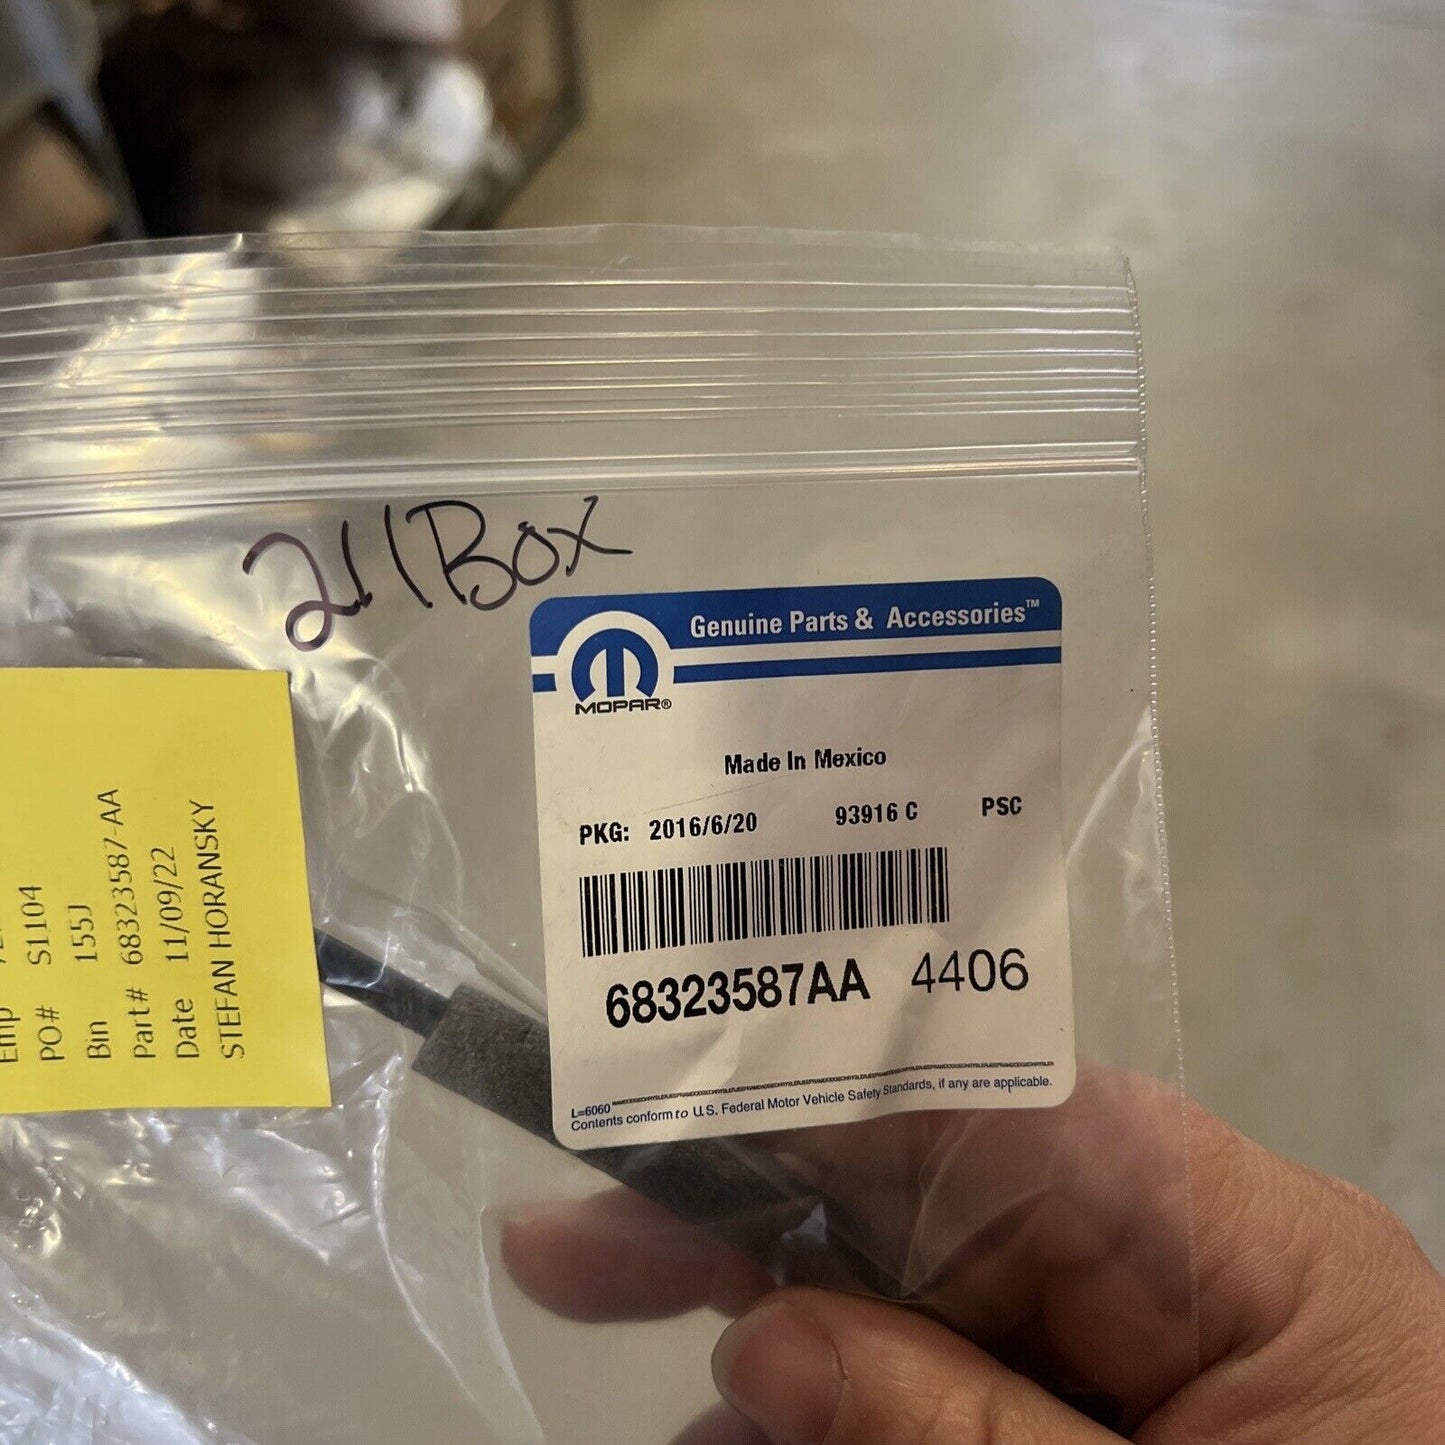 211Box
Genuine Parts & Accessories™
MOPAR®
Made In Mexico
PKG: 2016/6/20 93916 C PSC
68323587AA 4406
L=6060
Contents conform to U.S. Federal Motor Vehicle Safety Standards, if any are applicable.
Emp
PO# S1104
Bin 155J
Part# 68323587-AA
Date 11/09/22
STEFAN HORANSKY